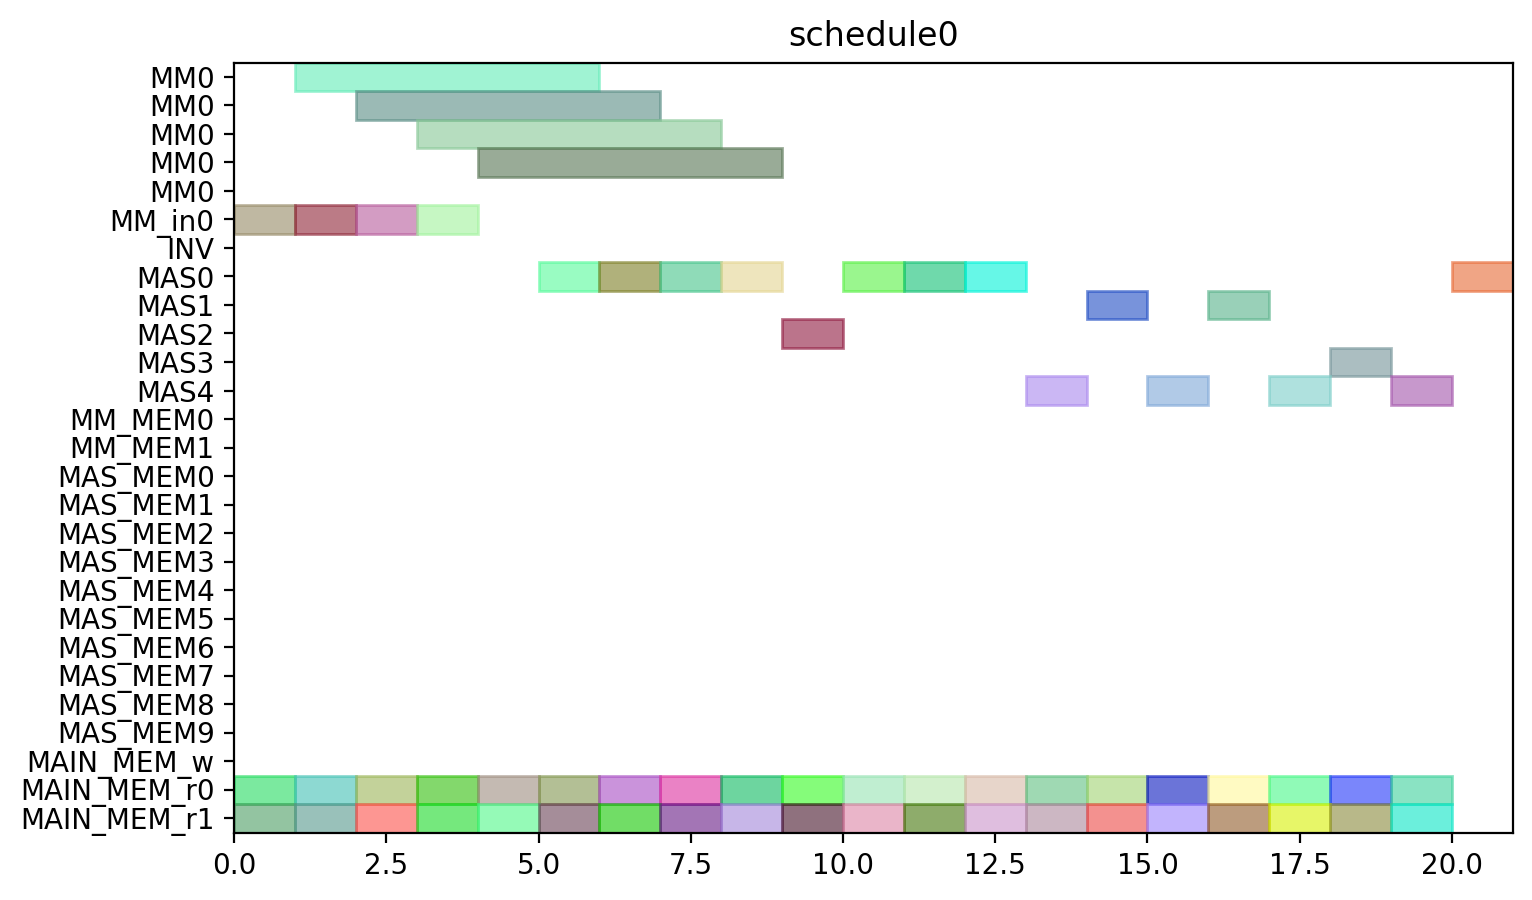 schedule0
MM0
MM0
MM0
MM0
MM0
MM_in0
INV
MAS0
MAS1
MAS2
MAS3
MAS4
MM_MEM0
MM_MEM1
MAS_MEM0
MAS_MEM1
MAS_MEM2
MAS_MEM3
MAS_MEM4
MAS_MEM5
MAS_MEM6
MAS_MEM7
MAS_MEM8
MAS_MEM9
MAIN_MEM_w
MAIN_MEM_r0
MAIN_MEM_r1
0.0 2.5 5.0 7.5 10.0 12.5 15.0 17.5 20.0